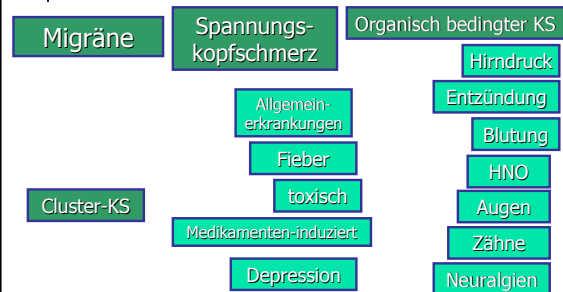 Migräne
Spannungs-
kopfschmerz
Organisch bedingter KS
Hirndruck
Entzündung
Allgemein-
erkrankungen
Blutung
Fieber
HNO
toxisch
Cluster-KS
Augen
Medikamenten-induziert
Zähne
Depression
Neuralgien